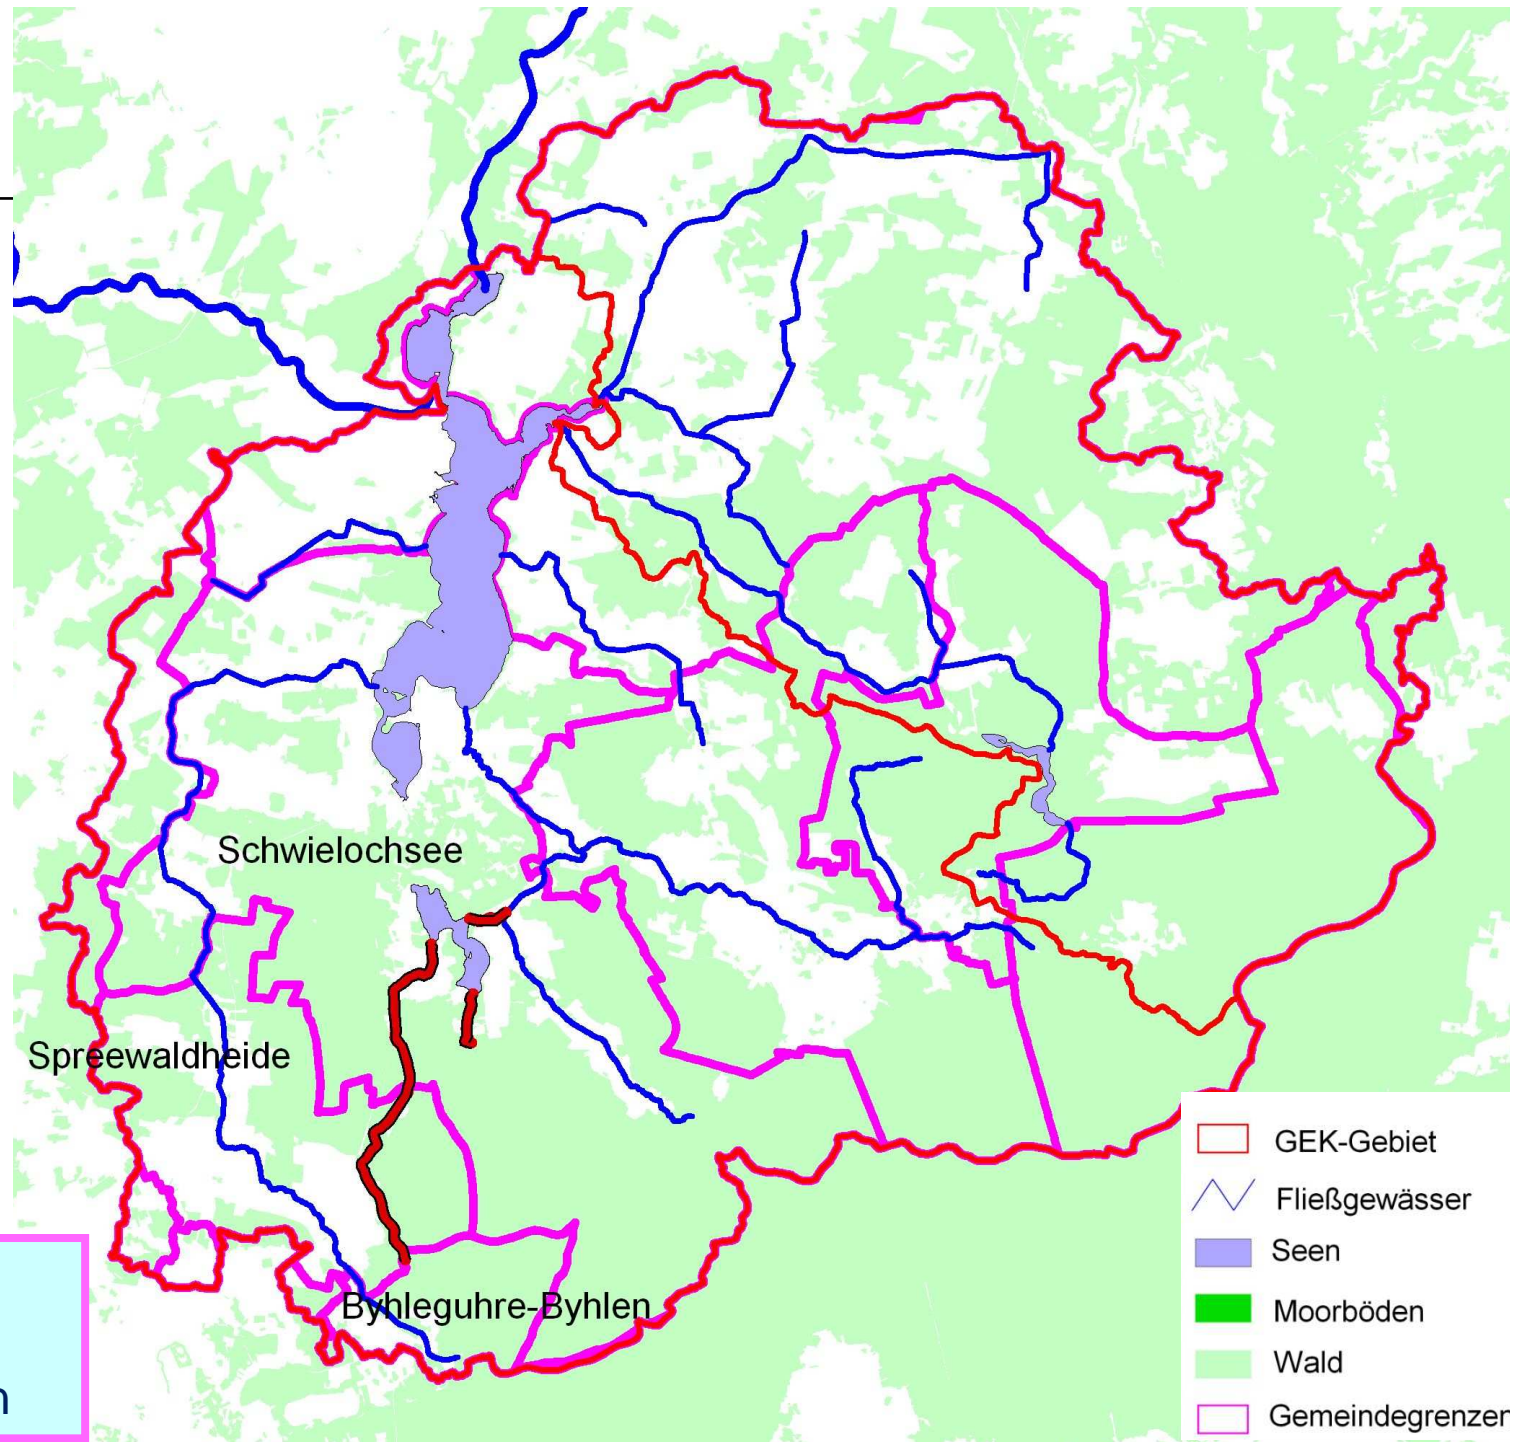 Schwielochsee
Spreewaldheide
Byhleguhre-Byhlen
n
GEK-Gebiet
Fließgewässer
Seen
Moorböden
Wald
Gemeindegrenzen